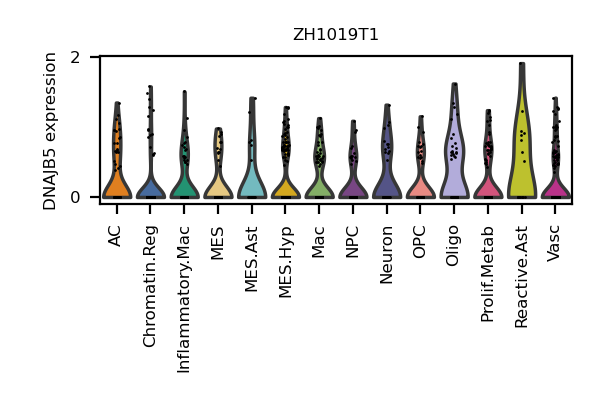 ZH1019T1
DNAJB5 expression
2
0
AC
Chromatin.Reg
Inflammatory.Mac
MES
MES.Ast
MES.Hyp
Mac
NPC
Neuron
OPC
Oligo
Prolif.Metab
Reactive.Ast
Vasc